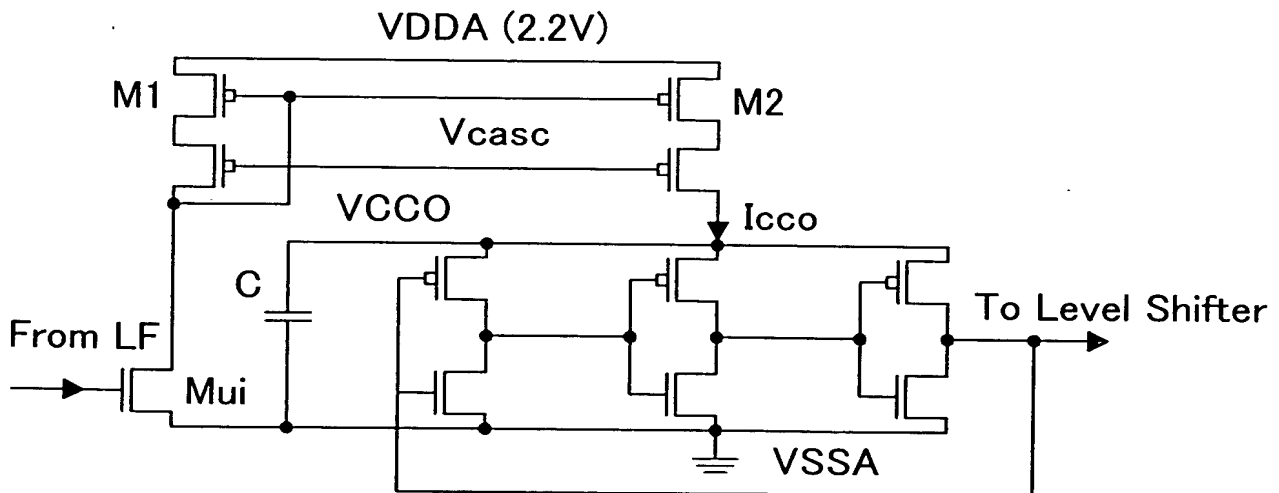 VDDA (2.2V)
M1
M2
Vcasc
VCCO
Icco
C
To Level Shifter
From LF
Mui
VSSA